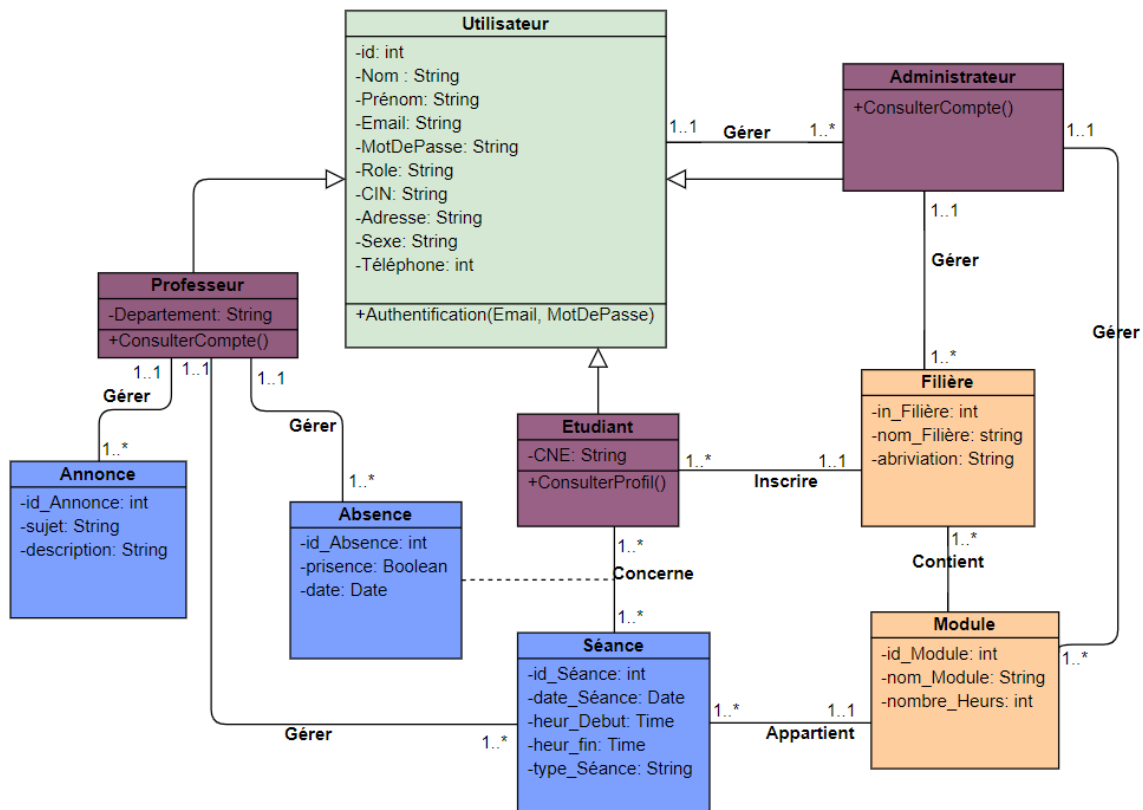 Utilisateur
-id: int
-Nom : String
-Prénom: String
-Email: String
-MotDePasse: String
-Role: String
-CIN: String
-Adresse: String
-Sexe: String
-Téléphone: int
+Authentification(Email, MotDePasse)
Administrateur
+ConsulterCompte()
1..1
Gérer
1..*
1..1
1..1
Gérer
Gérer
1..*
Professeur
-Departement: String
+ConsulterCompte()
1..1
1..1
1..1
Gérer
Gérer
1..*
1..*
Annonce
-id_Annonce: int
-sujet: String
-description: String
Absence
-id_Absence: int
-prisence: Boolean
-date: Date
Etudiant
-CNE: String
+ConsulterProfil()
1..*
Inscrire
1..1
Filière
-in_Filière: int
-nom_Filière: string
-abriviation: String
1..*
Concerne
1..*
1..*
Contient
Séance
-id_Séance: int
-date_Séance: Date
-heur_Debut: Time
-heur_fin: Time
-type_Séance: String
Gérer
1..*
1..*
Appartient
1..1
Module
-id_Module: int
-nom_Module: String
-nombre_Heurs: int
1..*